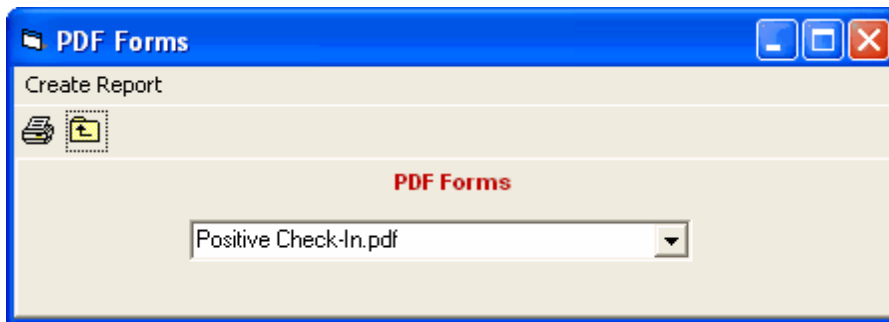 PDF Forms
Create Report
PDF Forms
Positive Check-In.pdf